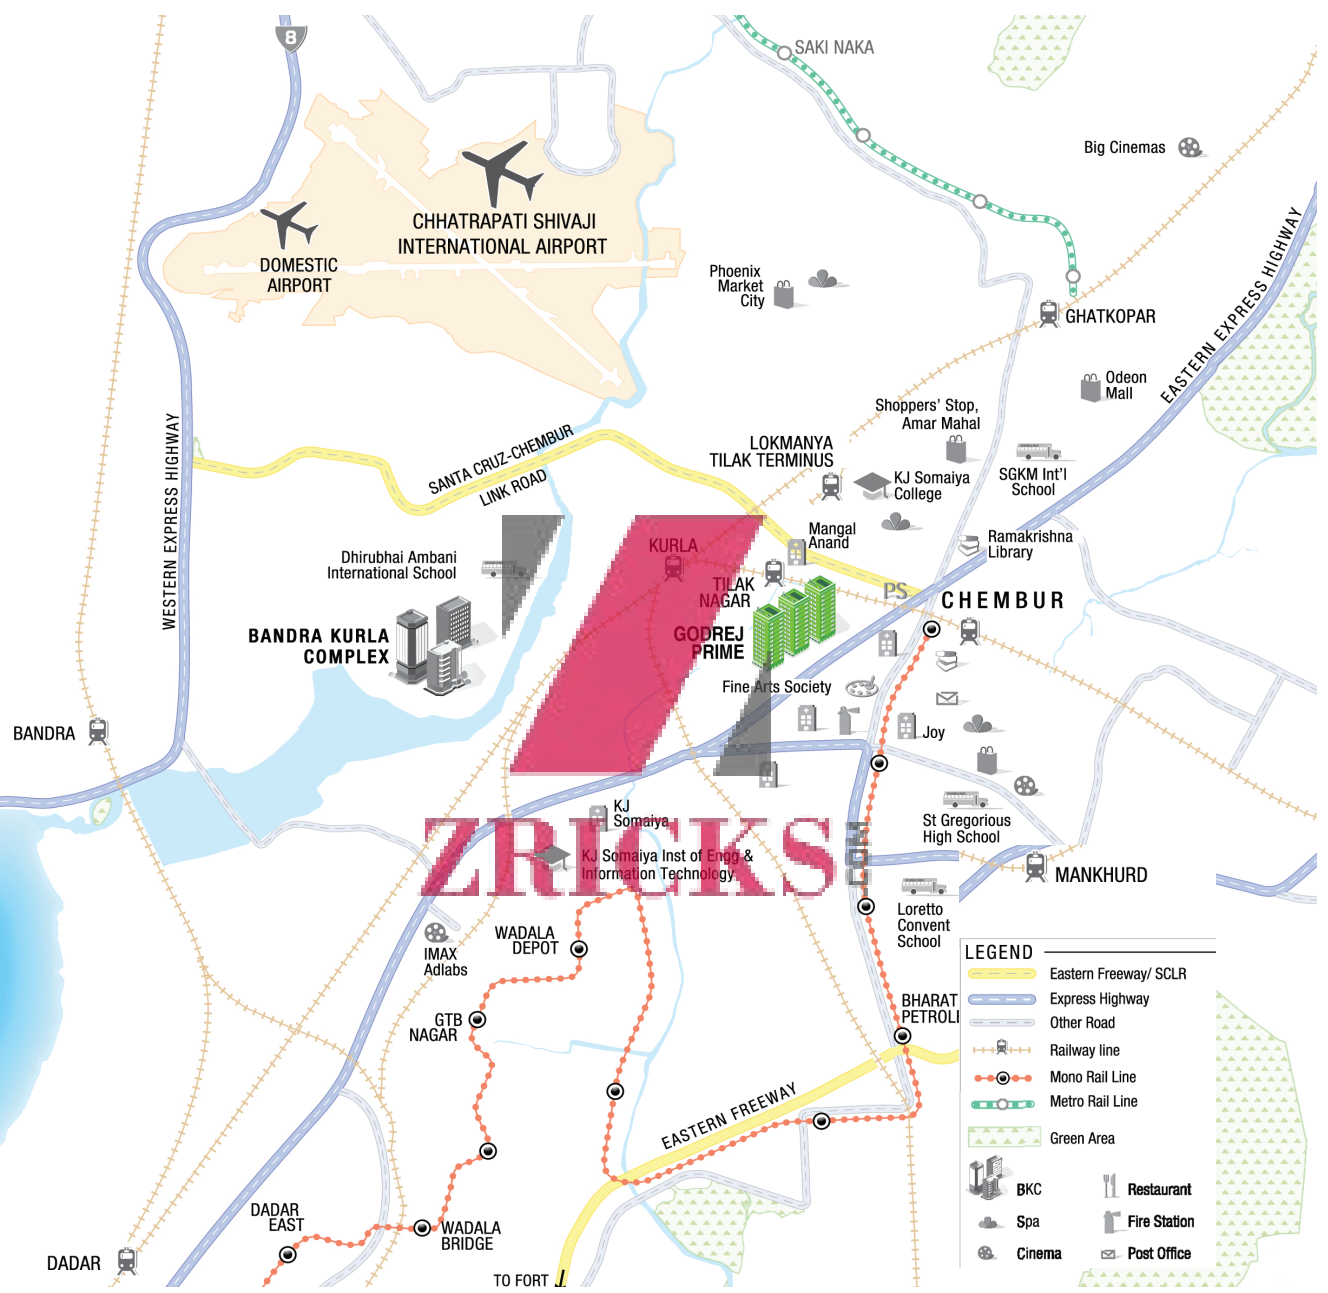 8
SAKI NAKA
Big Cinemas
CHHATRAPATI SHIVAJI
INTERNATIONAL AIRPORT
DOMESTIC
AIRPORT
Phoenix
Market
City
GHATKOPAR
EASTERN EXPRESS HIGHWAY
Odeon
Mall
Shoppers' Stop,
Amar Mahal
WESTERN EXPRESS HIGHWAY
SANTA CRUZ-CHEMBUR
LINK ROAD
LOKMANYA
TILAK TERMINUS
KJ Somaiya
College
SGKM Int'l
School
Mangal
Anand
Ramakrishna
Library
KURLA
Dhirubhai Ambani
International School
TILAK
NAGAR
PS
CHEMBUR
BANDRA KURLA
COMPLEX
GODREJ
PRIME
Fine Arts Society
BANDRA
Joy
KJ
Somaiya
St Gregorious
High School
ZRICKS
KJ Somaiya Inst of Engg &
Information Technology
MANKHURD
Loretto
Convent
School
WADALA
DEPOT
IMAX
Adlabs
GTB
NAGAR
BHARAT
PETROL
EASTERN FREEWAY
DADAR
EAST
WADALA
BRIDGE
DADAR
TO FORT
LEGEND
Eastern Freeway/ SCLR
Express Highway
Other Road
Railway line
Mono Rail Line
Metro Rail Line
Green Area
BKC
Restaurant
Spa
Fire Station
Cinema
Post Office